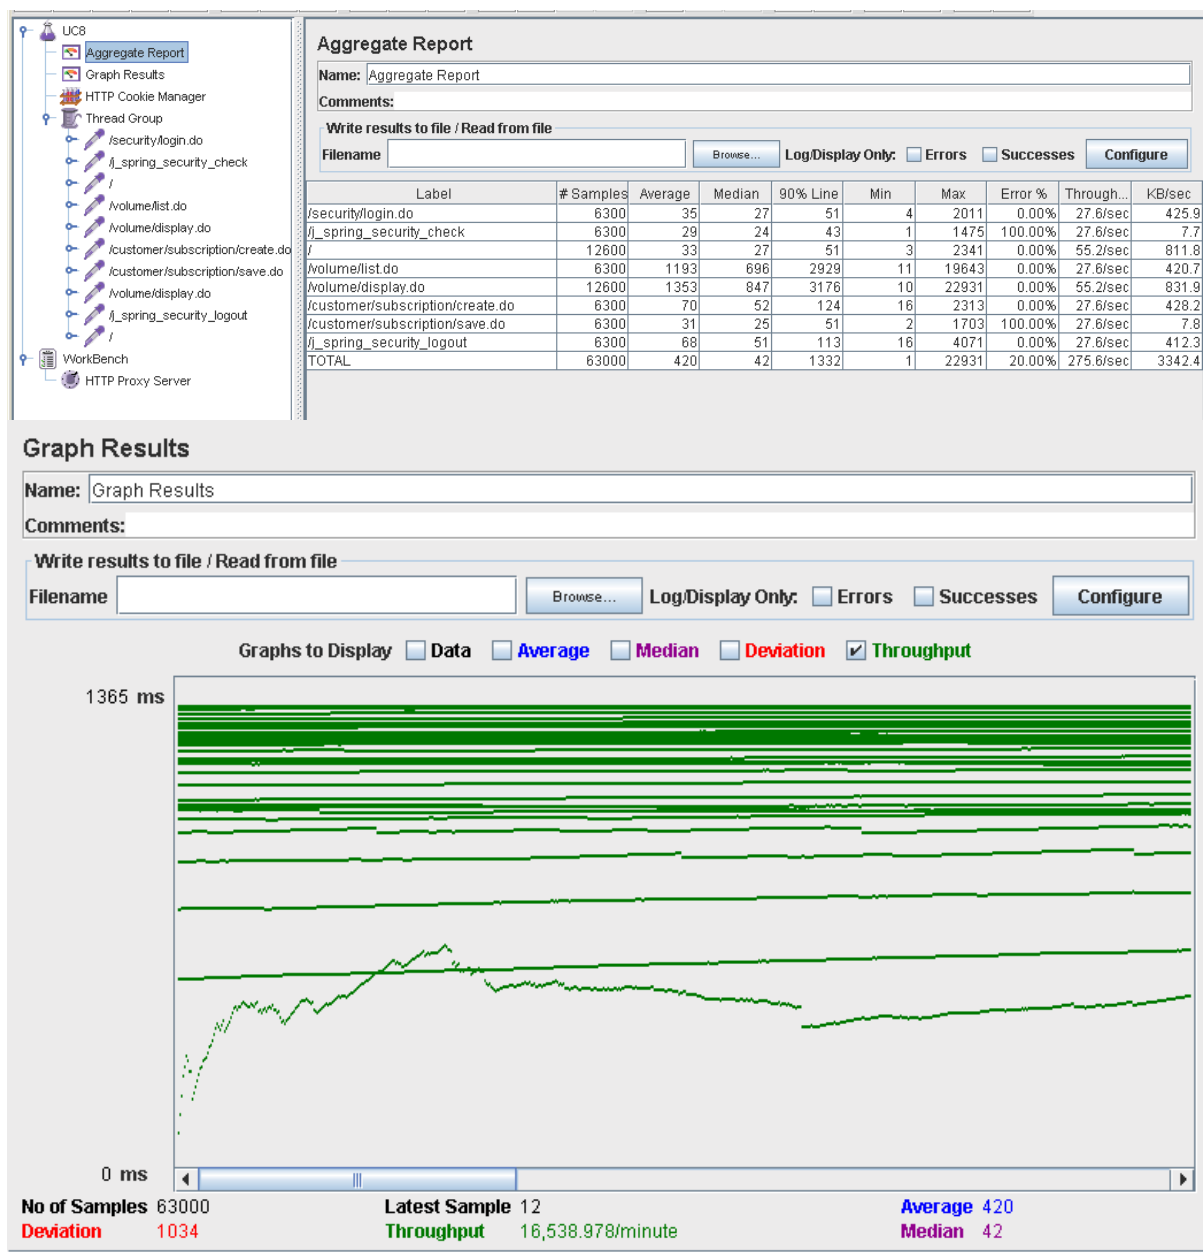 UC8
Aggregate Report
Graph Results
HTTP Cookie Manager
Thread Group
/security/login.do
/j_spring_security_check
/
/volume/list.do
/volume/display.do
/customer/subscription/create.do
/customer/subscription/save.do
/volume/display.do
/j_spring_security_logout
/
WorkBench
HTTP Proxy Server
Aggregate Report
Name: Aggregate Report
Comments:
Write results to file / Read from file
Filename Browse... Log/Display Only: Errors Successes Configure
Label # Samples Average Median 90% Line Min Max Error % Through... KB/sec
/security/login.do 6300 35 27 51 4 2011 0.00% 27.6/sec 425.9
/j_spring_security_check 6300 29 24 43 1 1475 100.00% 27.6/sec 7.7
/ 12600 33 27 51 3 2341 0.00% 55.2/sec 811.8
/volume/list.do 6300 1193 696 2929 11 19643 0.00% 27.6/sec 420.7
/volume/display.do 12600 1353 847 3176 10 22931 0.00% 55.2/sec 831.9
/customer/subscription/create.do 6300 70 52 124 16 2313 0.00% 27.6/sec 428.2
/customer/subscription/save.do 6300 31 25 51 2 1703 100.00% 27.6/sec 7.8
/j_spring_security_logout 6300 68 51 113 16 4071 0.00% 27.6/sec 412.3
TOTAL 63000 420 42 1332 1 22931 20.00% 275.6/sec 3342.4
Graph Results
Name: Graph Results
Comments:
Write results to file / Read from file
Filename Browse... Log/Display Only: Errors Successes Configure
Graphs to Display Data Average Median Deviation Throughput
1365 ms
0 ms
No of Samples 63000 Latest Sample 12 Average 420
Deviation 1034 Throughput 16,538.978/minute Median 42